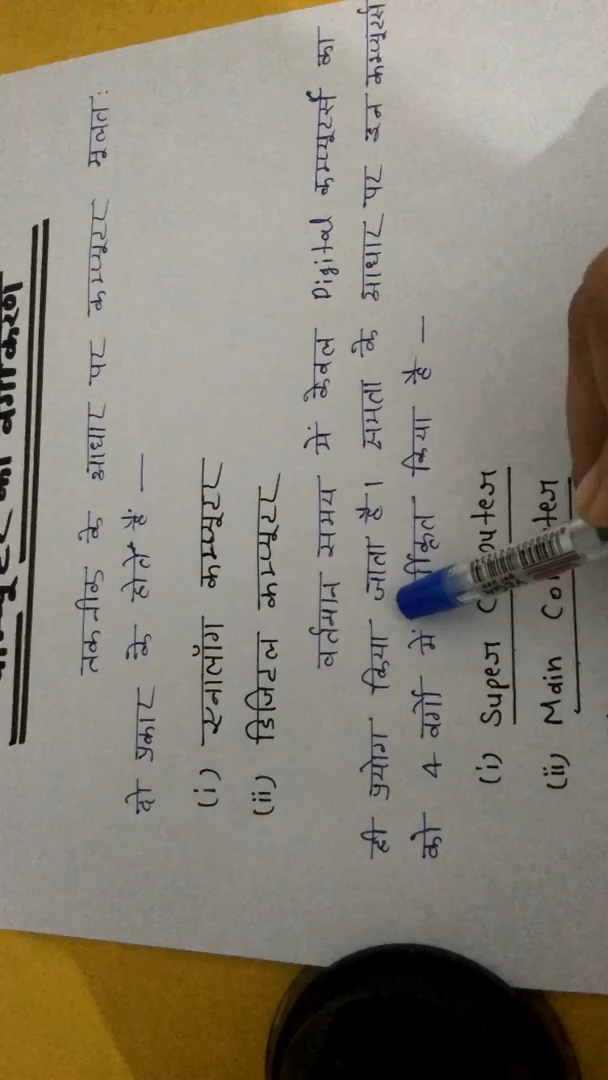 कम्प्यूटर का वर्गीकरण
तकनीक के आधार पर कम्प्यूटर मूलतः
दो प्रकार के होते हैं —
(i) एनालॉग कम्प्यूटर
(ii) डिजिटल कम्प्यूटर
वर्तमान समय में केवल Digital कम्प्यूटर्स का
ही प्रयोग किया जाता है। क्षमता के आधार पर इन कम्प्यूटर्स
को 4 वर्गो में किया है —
(i) Super
(ii) Main